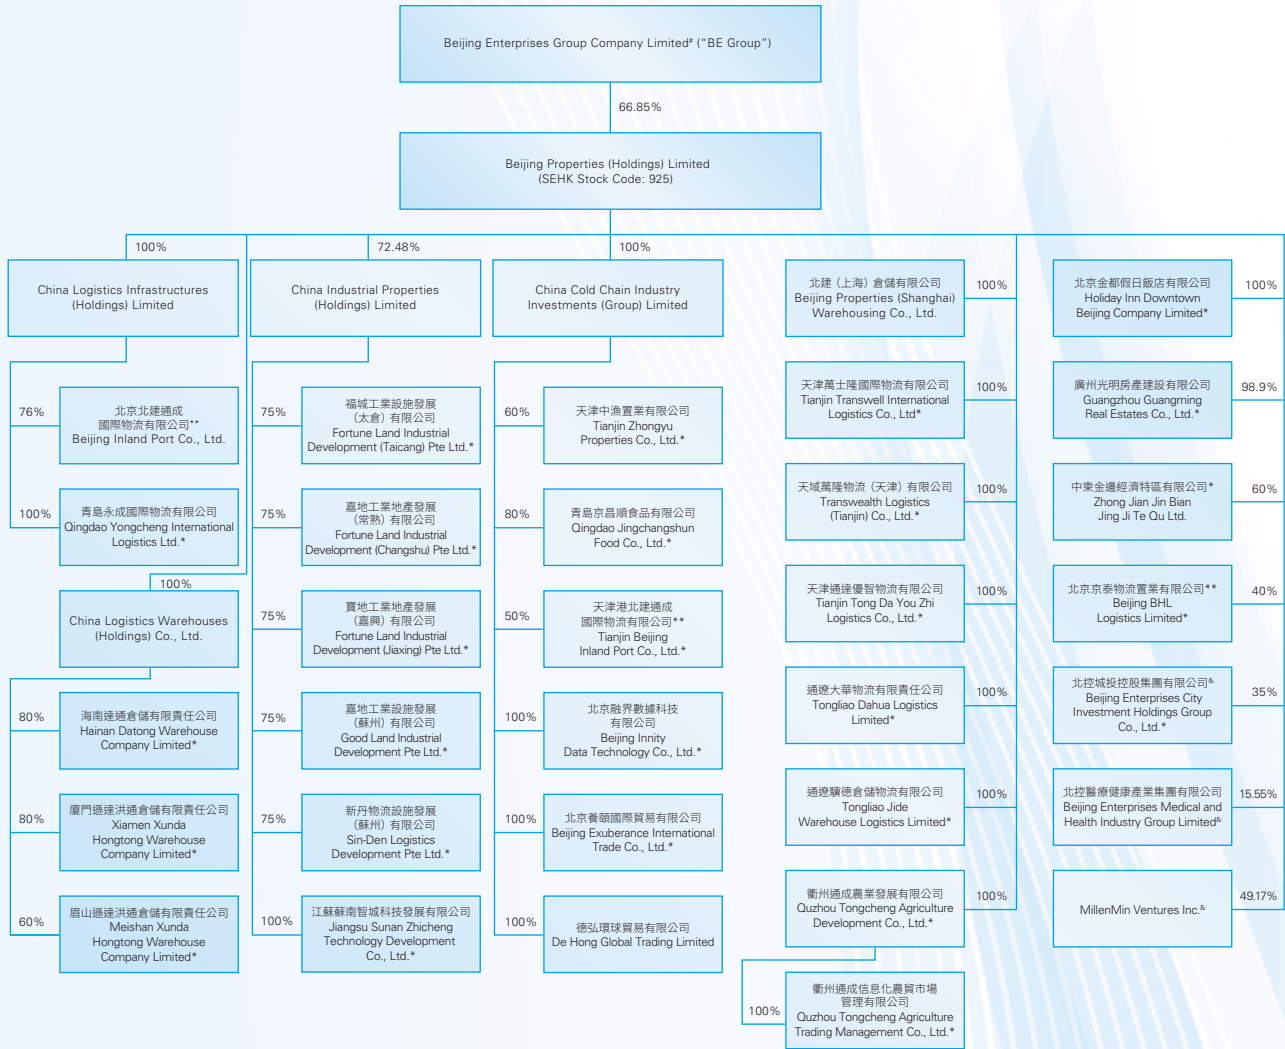 Beijing Enterprises Group Company Limited# (“BE Group”)
66.85%
Beijing Properties (Holdings) Limited
(SEHK Stock Code: 925)
100%
China Logistics Infrastructures
(Holdings) Limited
76%
北京北建通成
國際物流有限公司**
Beijing Inland Port Co., Ltd.
100%
青島永成國際物流有限公司
Qingdao Yongcheng International
Logistics Ltd.*
100%
China Logistics Warehouses
(Holdings) Co., Ltd.
80%
海南達通倉儲有限責任公司
Hainan Datong Warehouse
Company Limited*
80%
廈門遜達洪通倉儲有限責任公司
Xiamen Xunda
Hongtong Warehouse
Company Limited*
60%
眉山遜達洪通倉儲有限責任公司
Meishan Xunda
Hongtong Warehouse
Company Limited*
72.48%
China Industrial Properties
(Holdings) Limited
75%
福城工業設施發展
（太倉）有限公司
Fortune Land Industrial
Development (Taicang) Pte Ltd.*
75%
嘉地工業地產發展
（常熟）有限公司
Fortune Land Industrial
Development (Changshu) Pte Ltd.*
75%
寶地工業地產發展
（嘉興）有限公司
Fortune Land Industrial
Development (Jiaxing) Pte Ltd.*
75%
嘉地工業設施發展
（蘇州）有限公司
Good Land Industrial
Development Pte Ltd.*
75%
新丹物流設施發展
（蘇州）有限公司
Sin-Den Logistics
Development Pte Ltd.*
100%
江蘇蘇南智城科技發展有限公司
Jiangsu Sunan Zhicheng
Technology Development
Co., Ltd.*
100%
China Cold Chain Industry
Investments (Group) Limited
60%
天津中漁置業有限公司
Tianjin Zhongyu
Properties Co., Ltd.*
80%
青島京昌順食品有限公司
Qingdao Jingchangshun
Food Co., Ltd.*
50%
天津港北建通成
國際物流有限公司**
Tianjin Beijing
Inland Port Co., Ltd.*
100%
北京融界數據科技
有限公司
Beijing Innity
Data Technology Co., Ltd.*
100%
北京養頤國際貿易有限公司
Beijing Exuberance International
Trade Co., Ltd.*
100%
德弘環球貿易有限公司
De Hong Global Trading Limited
北建（上海）倉儲有限公司
Beijing Properties (Shanghai)
Warehousing Co., Ltd.
100%
天津萬士隆國際物流有限公司
Tianjin Transwell International
Logistics Co., Ltd*
100%
天域萬隆物流（天津）有限公司
Transwealth Logistics
(Tianjin) Co., Ltd.*
100%
天津通達優智物流有限公司
Tianjin Tong Da You Zhi
Logistics Co., Ltd.*
100%
通遼大華物流有限責任公司
Tongliao Dahua Logistics
Limited*
100%
通遼驥德倉儲物流有限公司
Tongliao Jide
Warehouse Logistics Limited*
100%
衢州通成農業發展有限公司
Quzhou Tongcheng Agriculture
Development Co., Ltd.*
100%
100%
衢州通成信息化農貿市場
管理有限公司
Quzhou Tongcheng Agriculture
Trading Management Co., Ltd.*
北京金都假日飯店有限公司
Holiday Inn Downtown
Beijing Company Limited*
100%
廣州光明房產建設有限公司
Guangzhou Guangming
Real Estates Co., Ltd.*
98.9%
中柬金邊經濟特區有限公司*
Zhong Jian Jin Bian
Jing Ji Te Qu Ltd.
60%
北京京泰物流置業有限公司**
Beijing BHL
Logistics Limited*
40%
北控城投控股集團有限公司&
Beijing Enterprises City
Investment Holdings Group
Co., Ltd.*
35%
北控醫療健康產業集團有限公司
Beijing Enterprises Medical and
Health Industry Group Limited&
15.55%
MillenMin Ventures Inc.&
49.17%